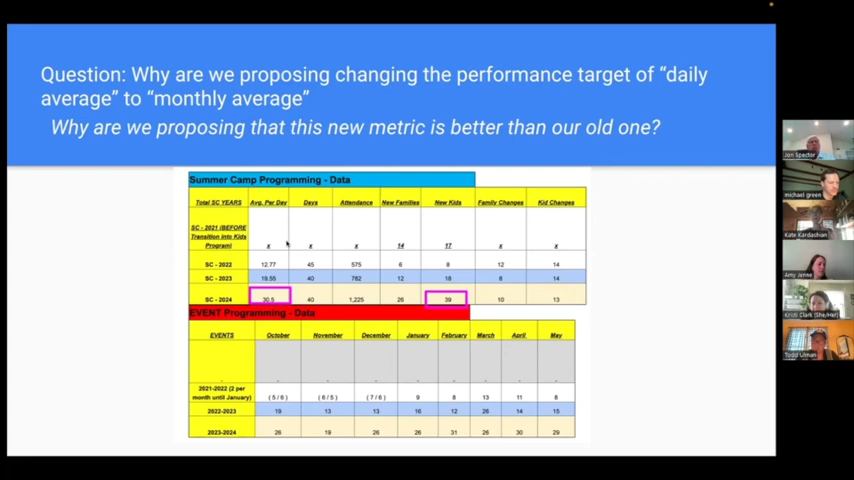 Question: Why are we proposing changing the performance target of “daily
average” to “monthly average”
Why are we proposing that this new metric is better than our old one?
Summer Camp Programming - Data
Total SC YEARS Avg. Per Day Days Attendance New Families New Kids Family Changes Kid Changes
SC - 2021 (BEFORE
Transition into Kids
Program) x x x 14 17 x x
SC - 2022 12.77 45 575 6 8 12 14
SC - 2023 19.55 40 782 12 18 8 14
SC - 2024 30.5 40 1,225 26 39 10 13
EVENT Programming - Data
EVENTS October November December January February March April May
2021-2022 (2 per
month until January) ( 5 / 6 ) ( 6 / 5 ) ( 7 / 6 ) 9 8 13 11 8
2022-2023 19 13 13 16 12 26 14 15
2023-2024 26 19 26 26 31 26 30 29
Jon Spector
michael green
Kate Kardashian
Amy Janne
Kristi Clark (She/Her)
Todd Ulman